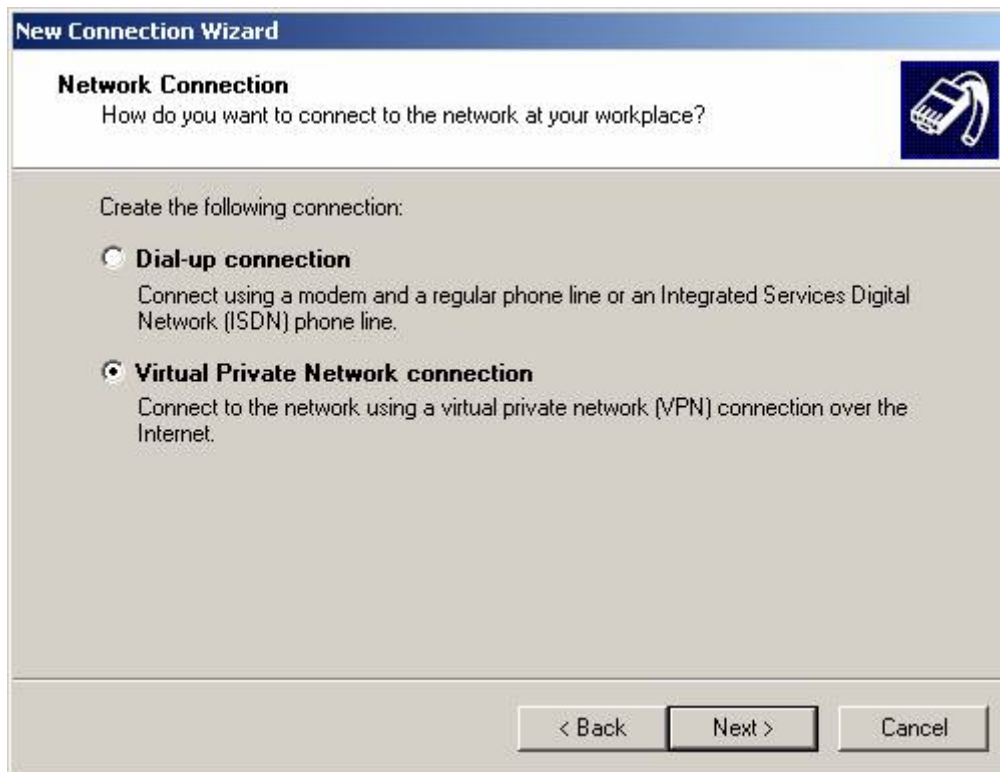 New Connection Wizard
Network Connection
How do you want to connect to the network at your workplace?
Create the following connection:
Dial-up connection
Connect using a modem and a regular phone line or an Integrated Services Digital
Network (ISDN) phone line.
Virtual Private Network connection
Connect to the network using a virtual private network (VPN) connection over the
Internet.
< Back
Next >
Cancel